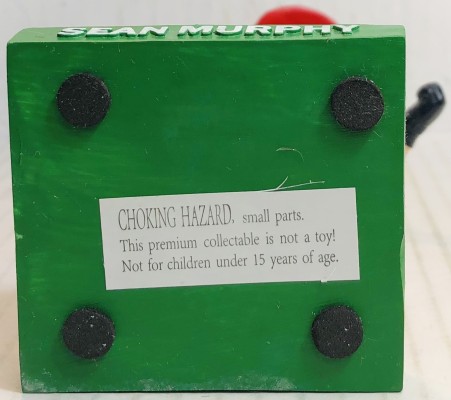 SEAN MURPHY
CHOKING HAZARD. small parts.
This premium collectable is not a toy!
Not for children under 15 years of age.